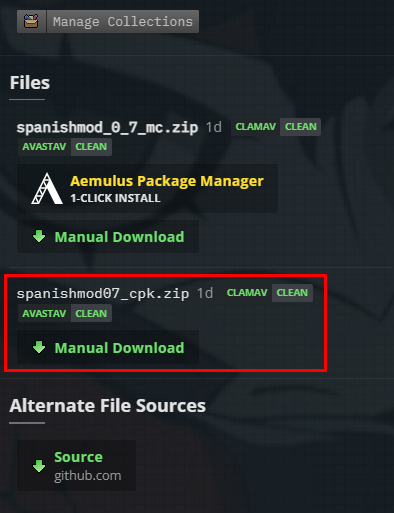 Manage Collections
Files
spanishmod_0_7_mc.zip 1d CLAMAV CLEAN
AVASTAV CLEAN
Aemulus Package Manager
1-CLICK INSTALL
Manual Download
spanishmod07_cpk.zip 1d CLAMAV CLEAN
AVASTAV CLEAN
Manual Download
Alternate File Sources
Source
github.com